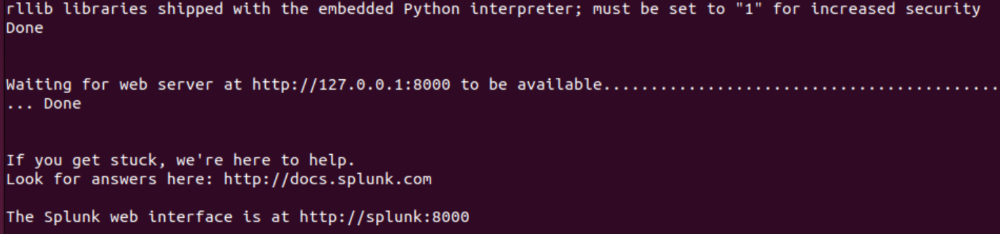 rllib libraries shipped with the embedded Python interpreter; must be set to "1" for increased security
Done
Waiting for web server at http://127.0.0.1:8000 to be available..........................................
... Done
If you get stuck, we're here to help.
Look for answers here: http://docs.splunk.com
The Splunk web interface is at http://splunk:8000